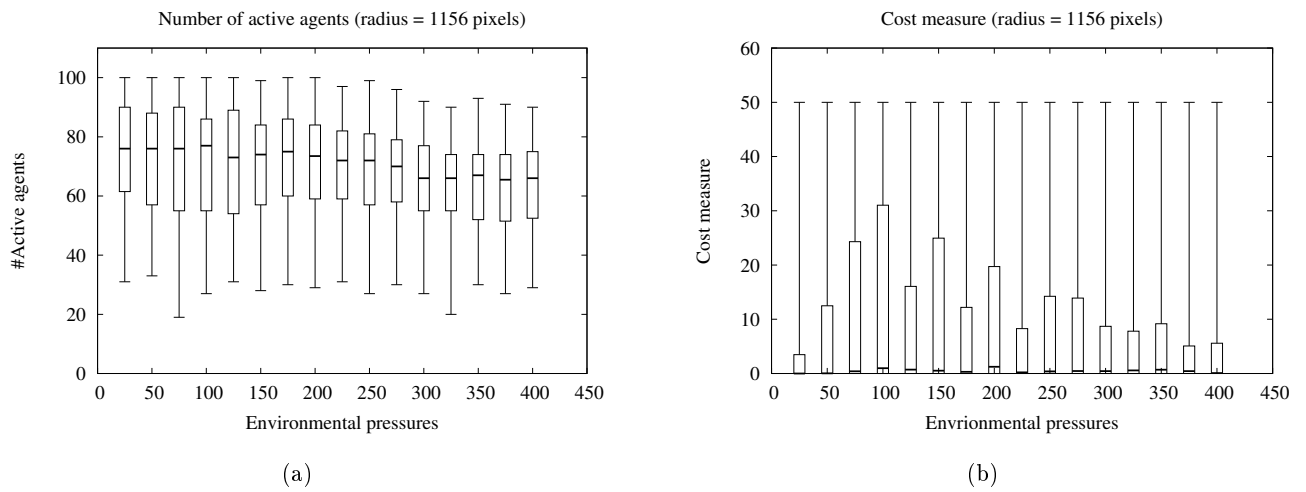 Number of active agents (radius = 1156 pixels)
100
80
60
40
20
0
#Active agents
0 50 100 150 200 250 300 350 400 450
Environmental pressures
(a)
Cost measure (radius = 1156 pixels)
60
50
40
30
20
10
0
Cost measure
0 50 100 150 200 250 300 350 400 450
Envrionmental pressures
(b)